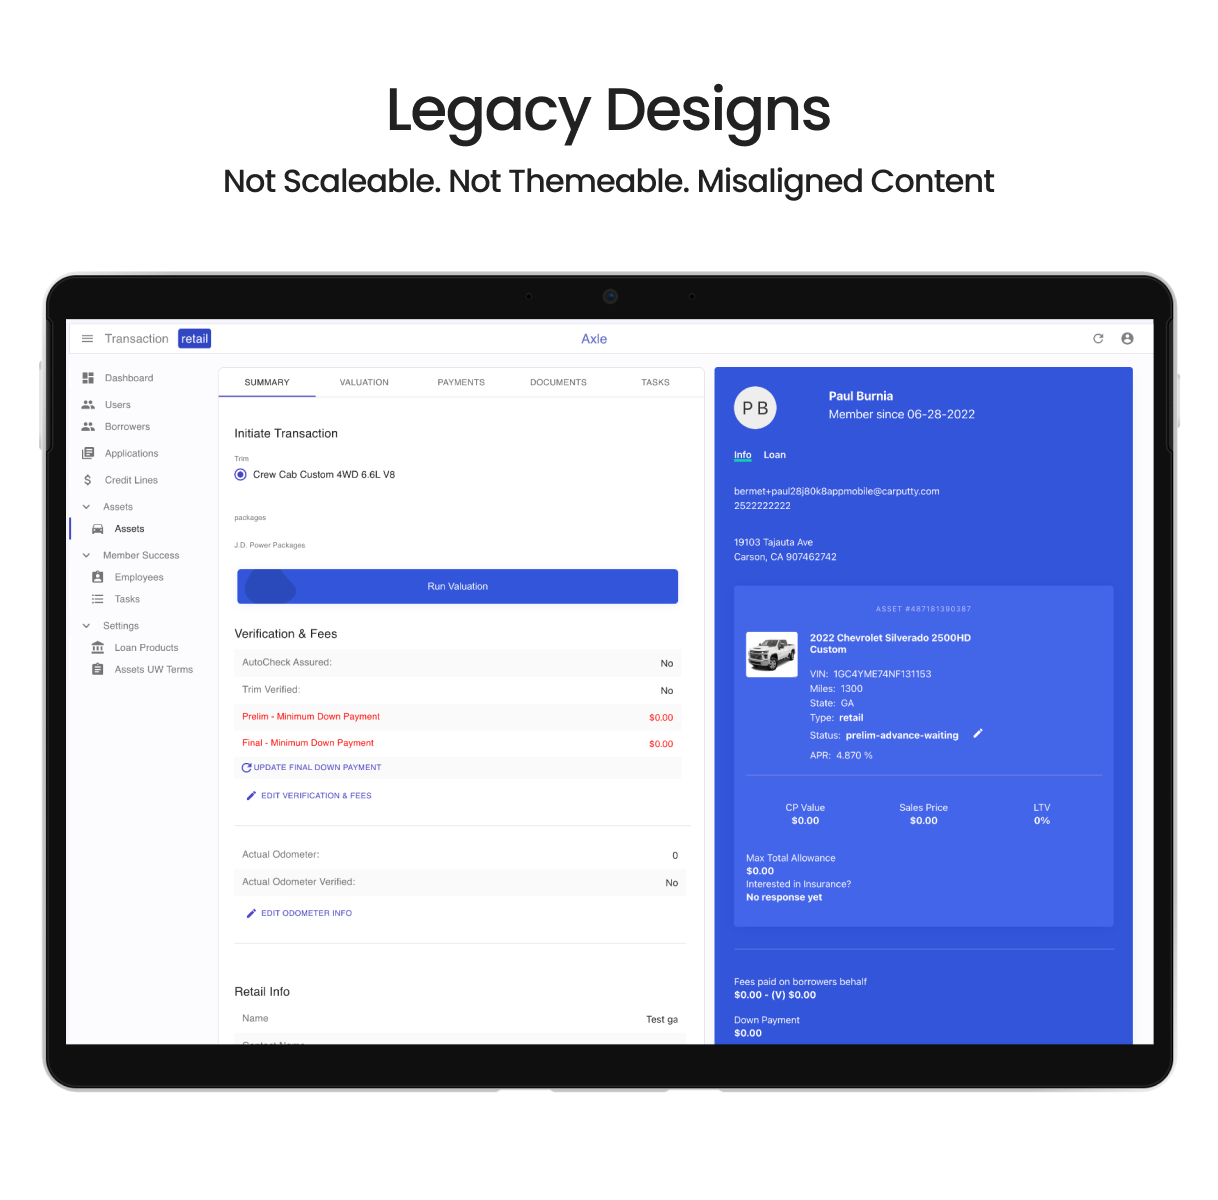 Legacy Designs
Not Scaleable. Not Themeable. Misaligned Content
Transaction retail
Axle
Dashboard
Users
Borrowers
Applications
Credit Lines
Assets
Assets
Member Success
Employees
Tasks
Settings
Loan Products
Assets UW Terms
SUMMARY VALUATION PAYMENTS DOCUMENTS TASKS
Initiate Transaction
Trim
Crew Cab Custom 4WD 6.6L V8
packages
J.D. Power Packages
Run Valuation
Verification & Fees
AutoCheck Assured: No
Trim Verified: No
Prelim - Minimum Down Payment $0.00
Final - Minimum Down Payment $0.00
UPDATE FINAL DOWN PAYMENT
EDIT VERIFICATION & FEES
Actual Odometer: 0
Actual Odometer Verified: No
EDIT ODOMETER INFO
Retail Info
Name Test ga
Contact Name
P B
Paul Burnia
Member since 06-28-2022
Info Loan
bermet+paul28j80k8appmobile@carputty.com
2522222222
19103 Tajauta Ave
Carson, CA 907462742
ASSET #487181390387
2022 Chevrolet Silverado 2500HD
Custom
VIN: 1GC4YME74NF131153
Miles: 1300
State: GA
Type: retail
Status: prelim-advance-waiting
APR: 4.870 %
CP Value Sales Price LTV
$0.00 $0.00 0%
Max Total Allowance
$0.00
Interested in Insurance?
No response yet
Fees paid on borrowers behalf
$0.00 - (V) $0.00
Down Payment
$0.00